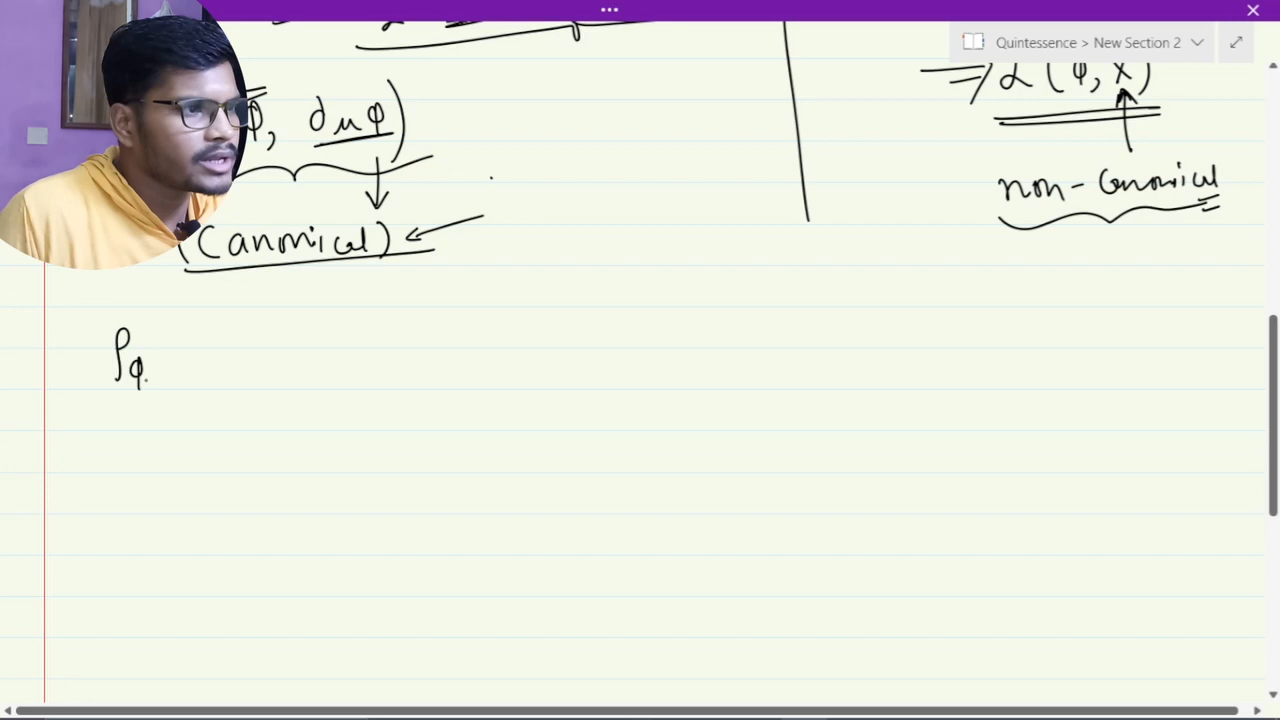 Quintessence > New Section 2
⇒ L(φ, X)
φ, ∂μφ)
non-Canonical
(Canonical)
ρφ